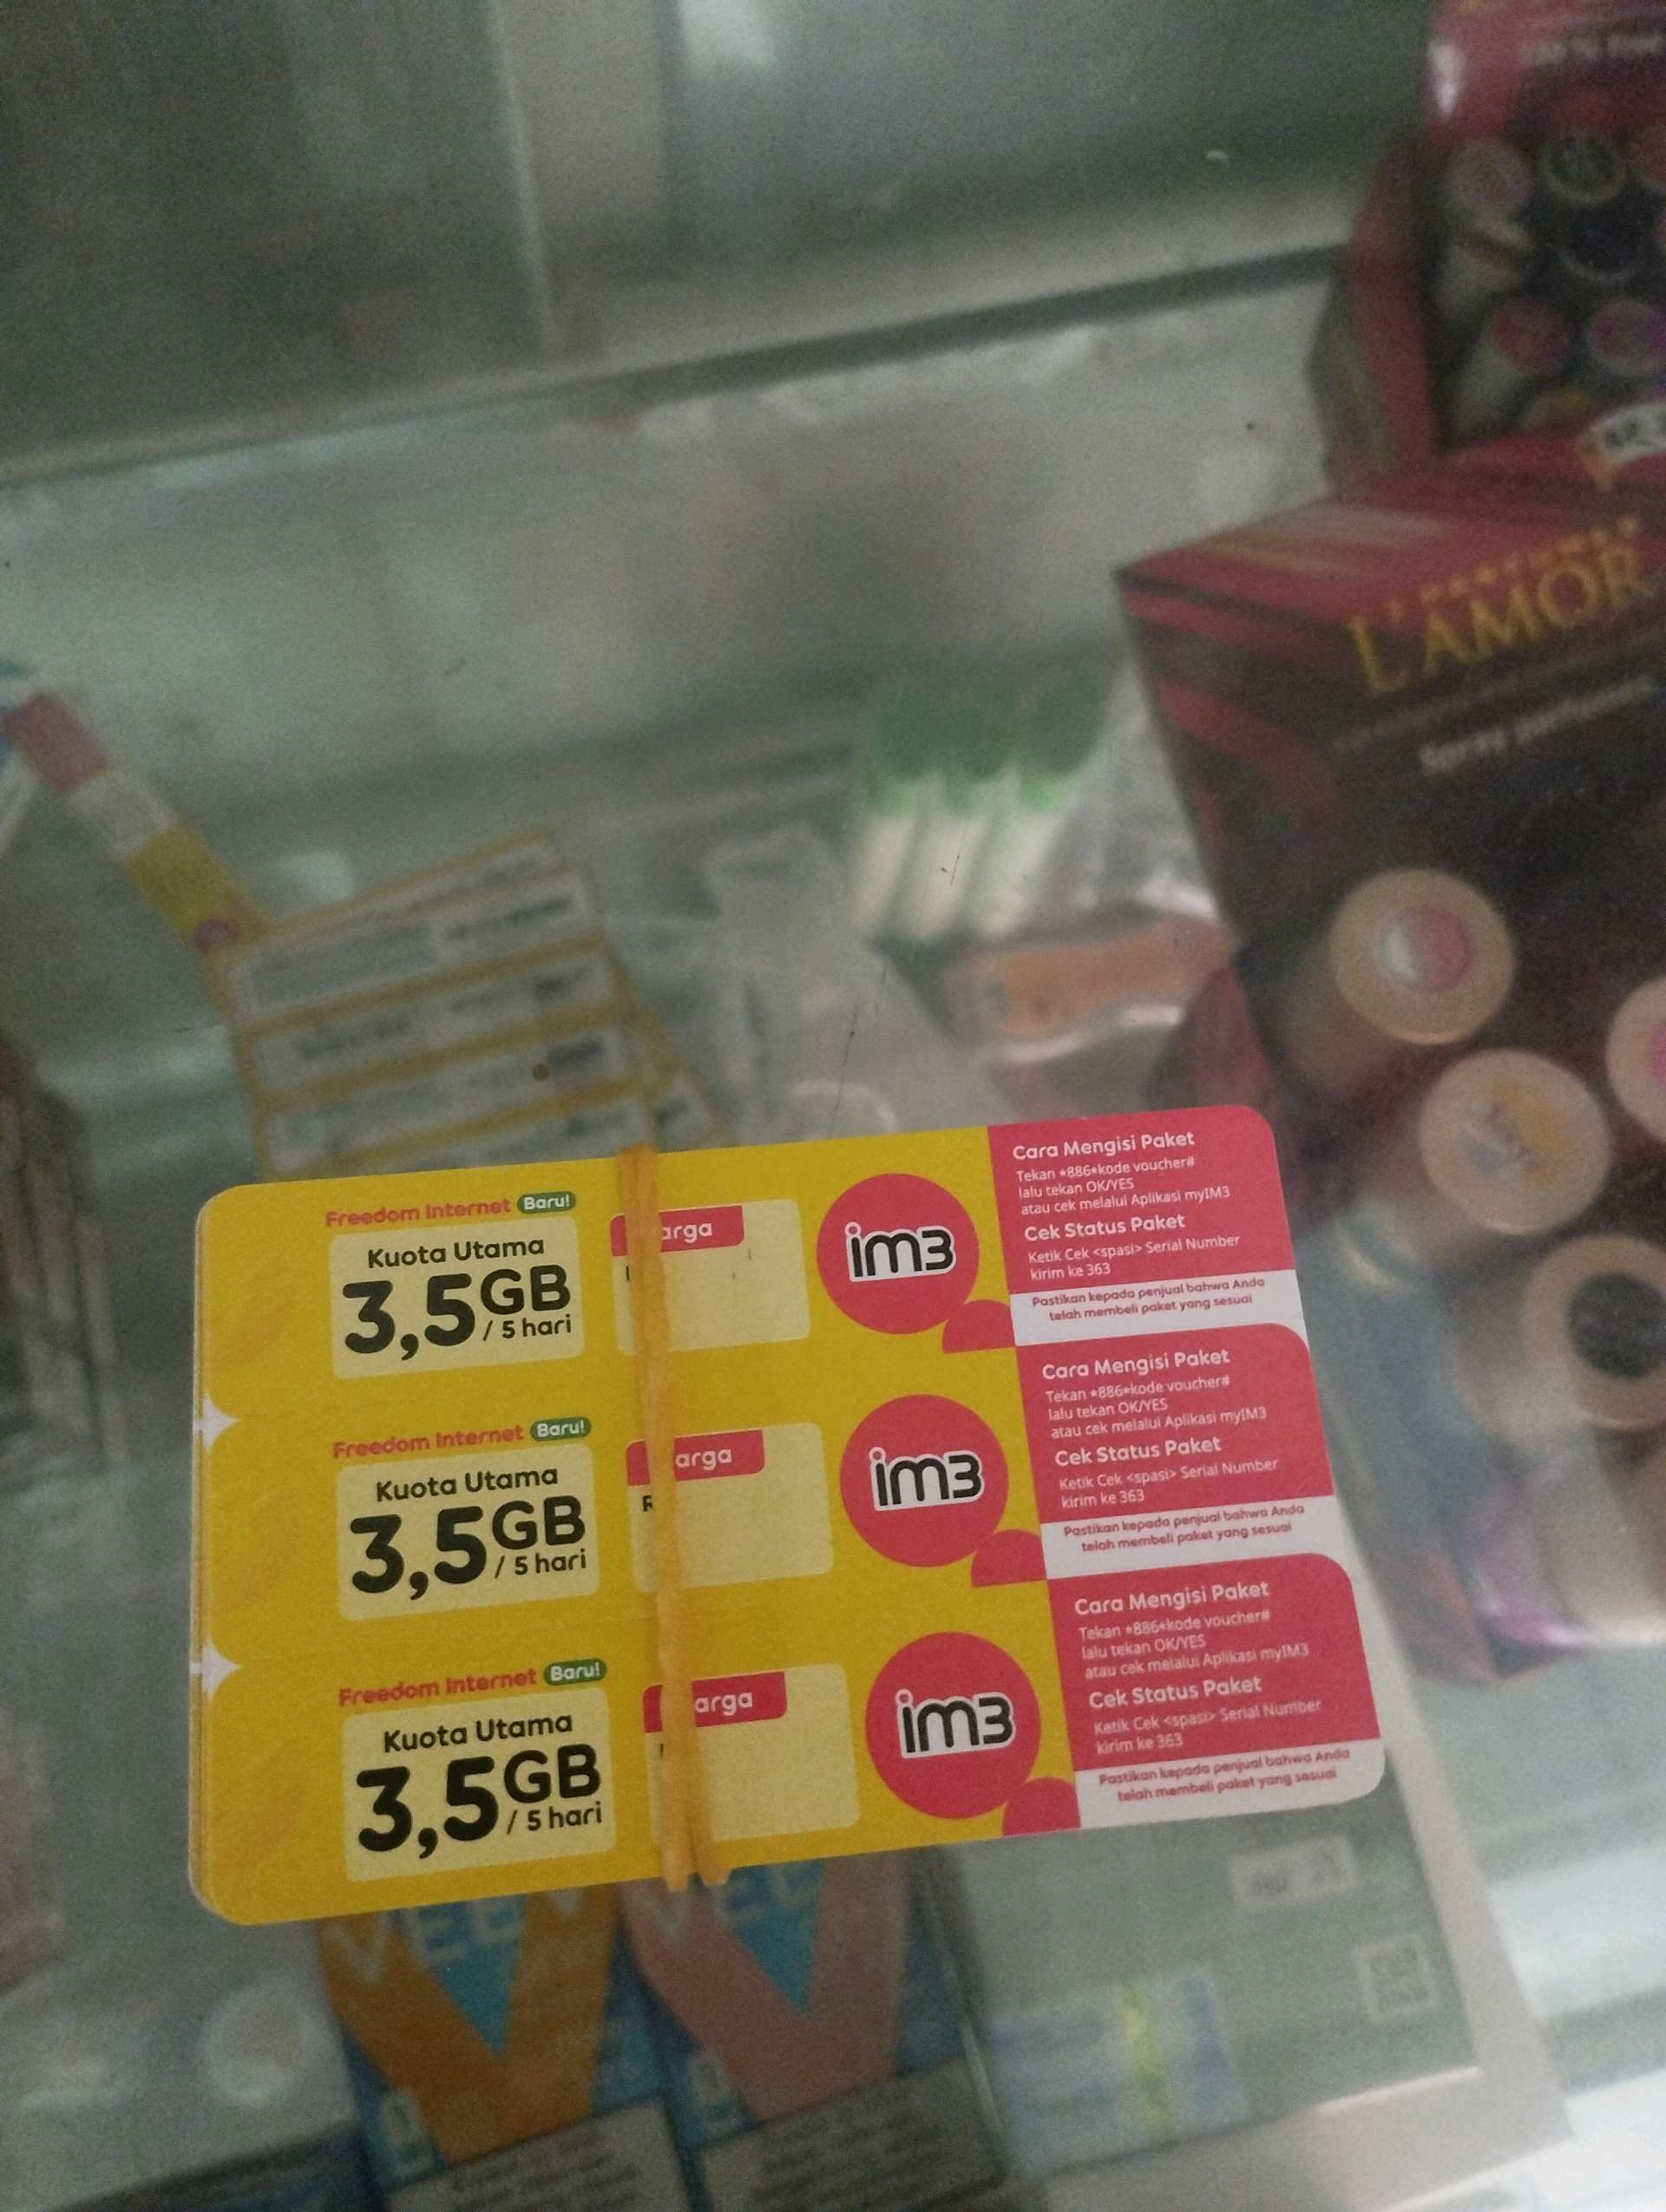 L'AMOR
Spray perfume
Freedom Internet Baru!
Kuota Utama
3,5GB
/ 5 hari
arga
im3
Cara Mengisi Paket
Tekan *886*kode voucher#
lalu tekan OK/YES
atau cek melalui Aplikasi myIM3
Cek Status Paket
Ketik Cek <spasi> Serial Number
kirim ke 363
Pastikan kepada penjual bahwa Anda
telah membeli paket yang sesuai
Freedom Internet Baru!
Kuota Utama
3,5GB
/ 5 hari
arga
R
im3
Cara Mengisi Paket
Tekan *886*kode voucher#
lalu tekan OK/YES
atau cek melalui Aplikasi myIM3
Cek Status Paket
Ketik Cek <spasi> Serial Number
kirim ke 363
Pastikan kepada penjual bahwa Anda
telah membeli paket yang sesuai
Freedom Internet Baru!
Kuota Utama
3,5GB
/ 5 hari
arga
im3
Cara Mengisi Paket
Tekan *886*kode voucher#
lalu tekan OK/YES
atau cek melalui Aplikasi myIM3
Cek Status Paket
Ketik Cek <spasi> Serial Number
kirim ke 363
Pastikan kepada penjual bahwa Anda
telah membeli paket yang sesuai